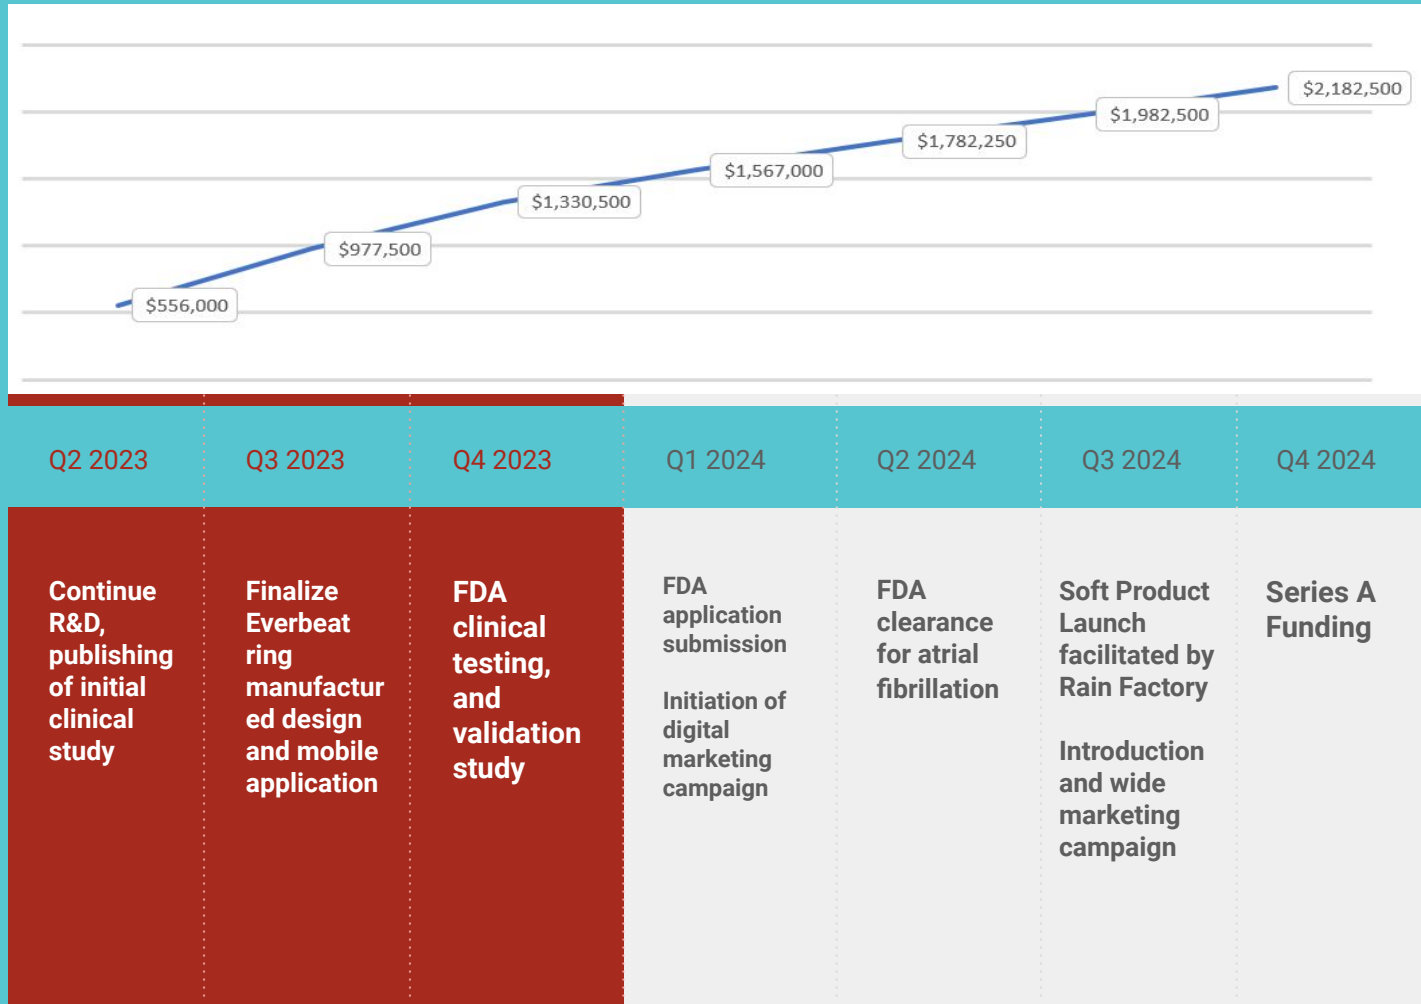 $2,182,500
$1,982,500
$1,782,250
$1,567,000
$1,330,500
$977,500
$556,000
Q2 2023
Q3 2023
Q4 2023
Q1 2024
Q2 2024
Q3 2024
Q4 2024
Continue
R&D,
publishing
of initial
clinical
study
Finalize
Everbeat
ring
manufactur
ed design
and mobile
application
FDA
clinical
testing,
and
validation
study
FDA
application
submission
Initiation of
digital
marketing
campaign
FDA
clearance
for atrial
fibrillation
Soft Product
Launch
facilitated by
Rain Factory
Introduction
and wide
marketing
campaign
Series A
Funding